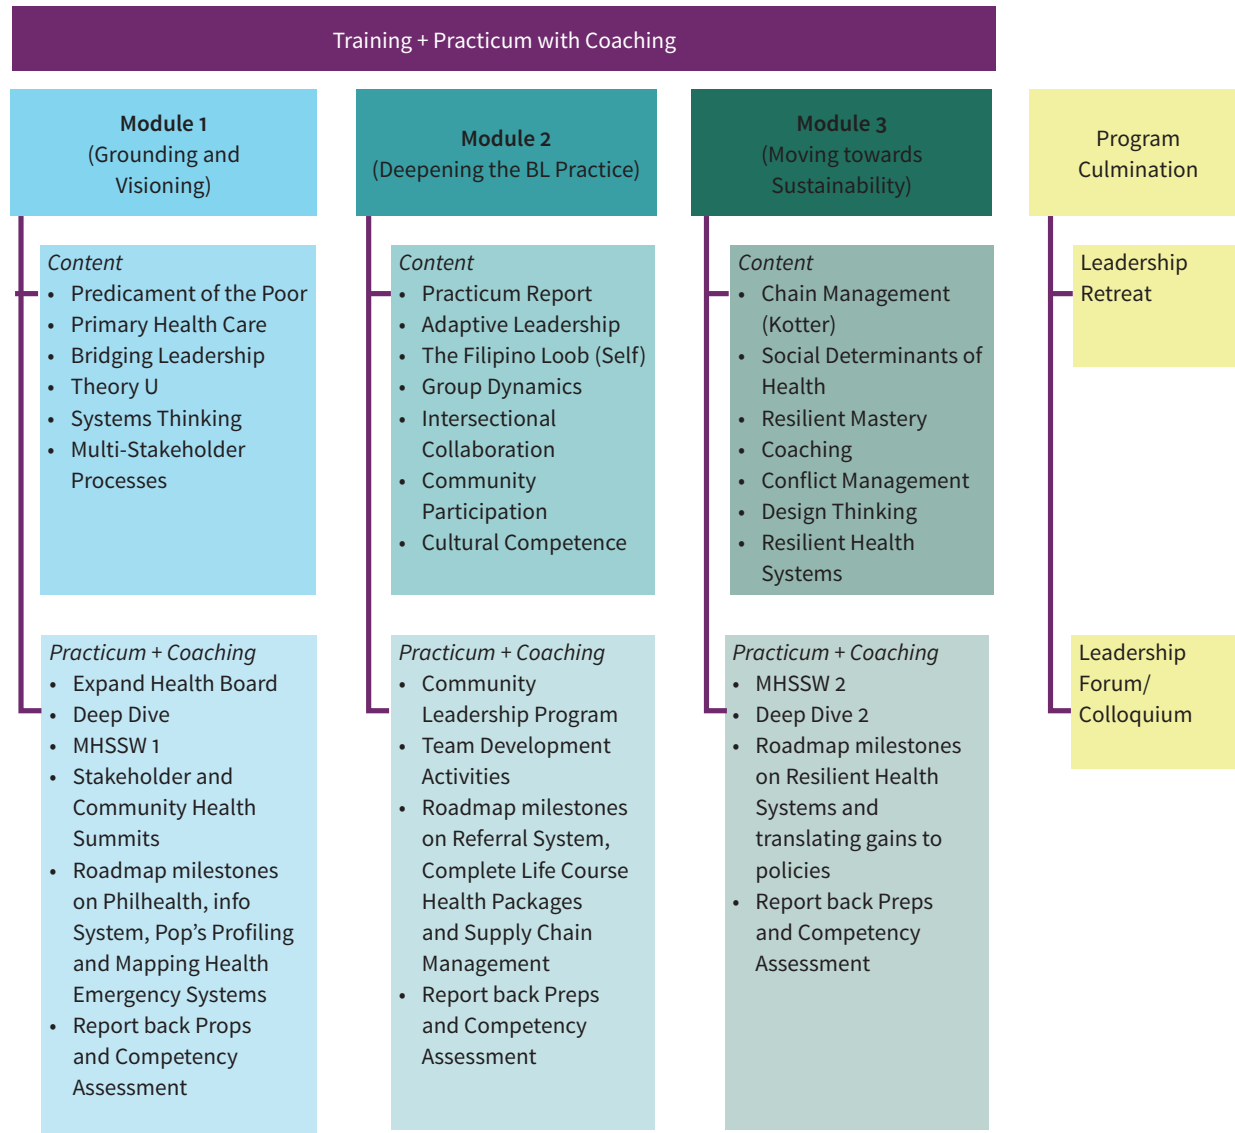 Training + Practicum with Coaching
Module 1
(Grounding and
Visioning)
Content
• Predicament of the Poor
• Primary Health Care
• Bridging Leadership
• Theory U
• Systems Thinking
• Multi-Stakeholder
Processes
Practicum + Coaching
• Expand Health Board
• Deep Dive
• MHSSW 1
• Stakeholder and
Community Health
Summits
• Roadmap milestones
on Philhealth, info
System, Pop's Profiling
and Mapping Health
Emergency Systems
• Report back Props
and Competency
Assessment
Module 2
(Deepening the BL Practice)
Content
• Practicum Report
• Adaptive Leadership
• The Filipino Loob (Self)
• Group Dynamics
• Intersectional
Collaboration
• Community
Participation
• Cultural Competence
Practicum + Coaching
• Community
Leadership Program
• Team Development
Activities
• Roadmap milestones
on Referral System,
Complete Life Course
Health Packages
and Supply Chain
Management
• Report back Preps
and Competency
Assessment
Module 3
(Moving towards
Sustainability)
Content
• Chain Management
(Kotter)
• Social Determinants of
Health
• Resilient Mastery
• Coaching
• Conflict Management
• Design Thinking
• Resilient Health
Systems
Practicum + Coaching
• MHSSW 2
• Deep Dive 2
• Roadmap milestones
on Resilient Health
Systems and
translating gains to
policies
• Report back Preps
and Competency
Assessment
Program
Culmination
Leadership
Retreat
Leadership
Forum/
Colloquium